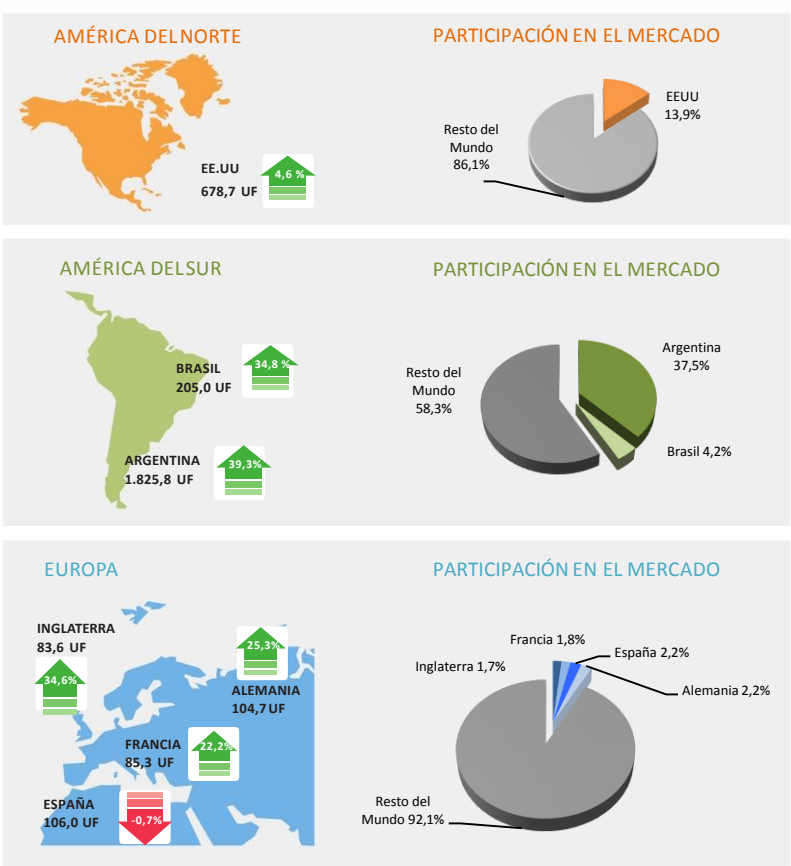 AMÉRICA DEL NORTE
PARTICIPACIÓN EN EL MERCADO
EE.UU
678,7 UF
4,6 %
EEUU
13,9%
Resto del
Mundo
86,1%
AMÉRICA DEL SUR
PARTICIPACIÓN EN EL MERCADO
BRASIL
205,0 UF
34,8 %
ARGENTINA
1.825,8 UF
39,3%
Argentina
37,5%
Resto del
Mundo
58,3%
Brasil 4,2%
EUROPA
PARTICIPACIÓN EN EL MERCADO
INGLATERRA
83,6 UF
34,6%
25,3%
ALEMANIA
104,7 UF
FRANCIA
85,3 UF
22,2%
ESPAÑA
106,0 UF
-0,7%
Francia 1,8%
España 2,2%
Inglaterra 1,7%
Alemania 2,2%
Resto del
Mundo 92,1%